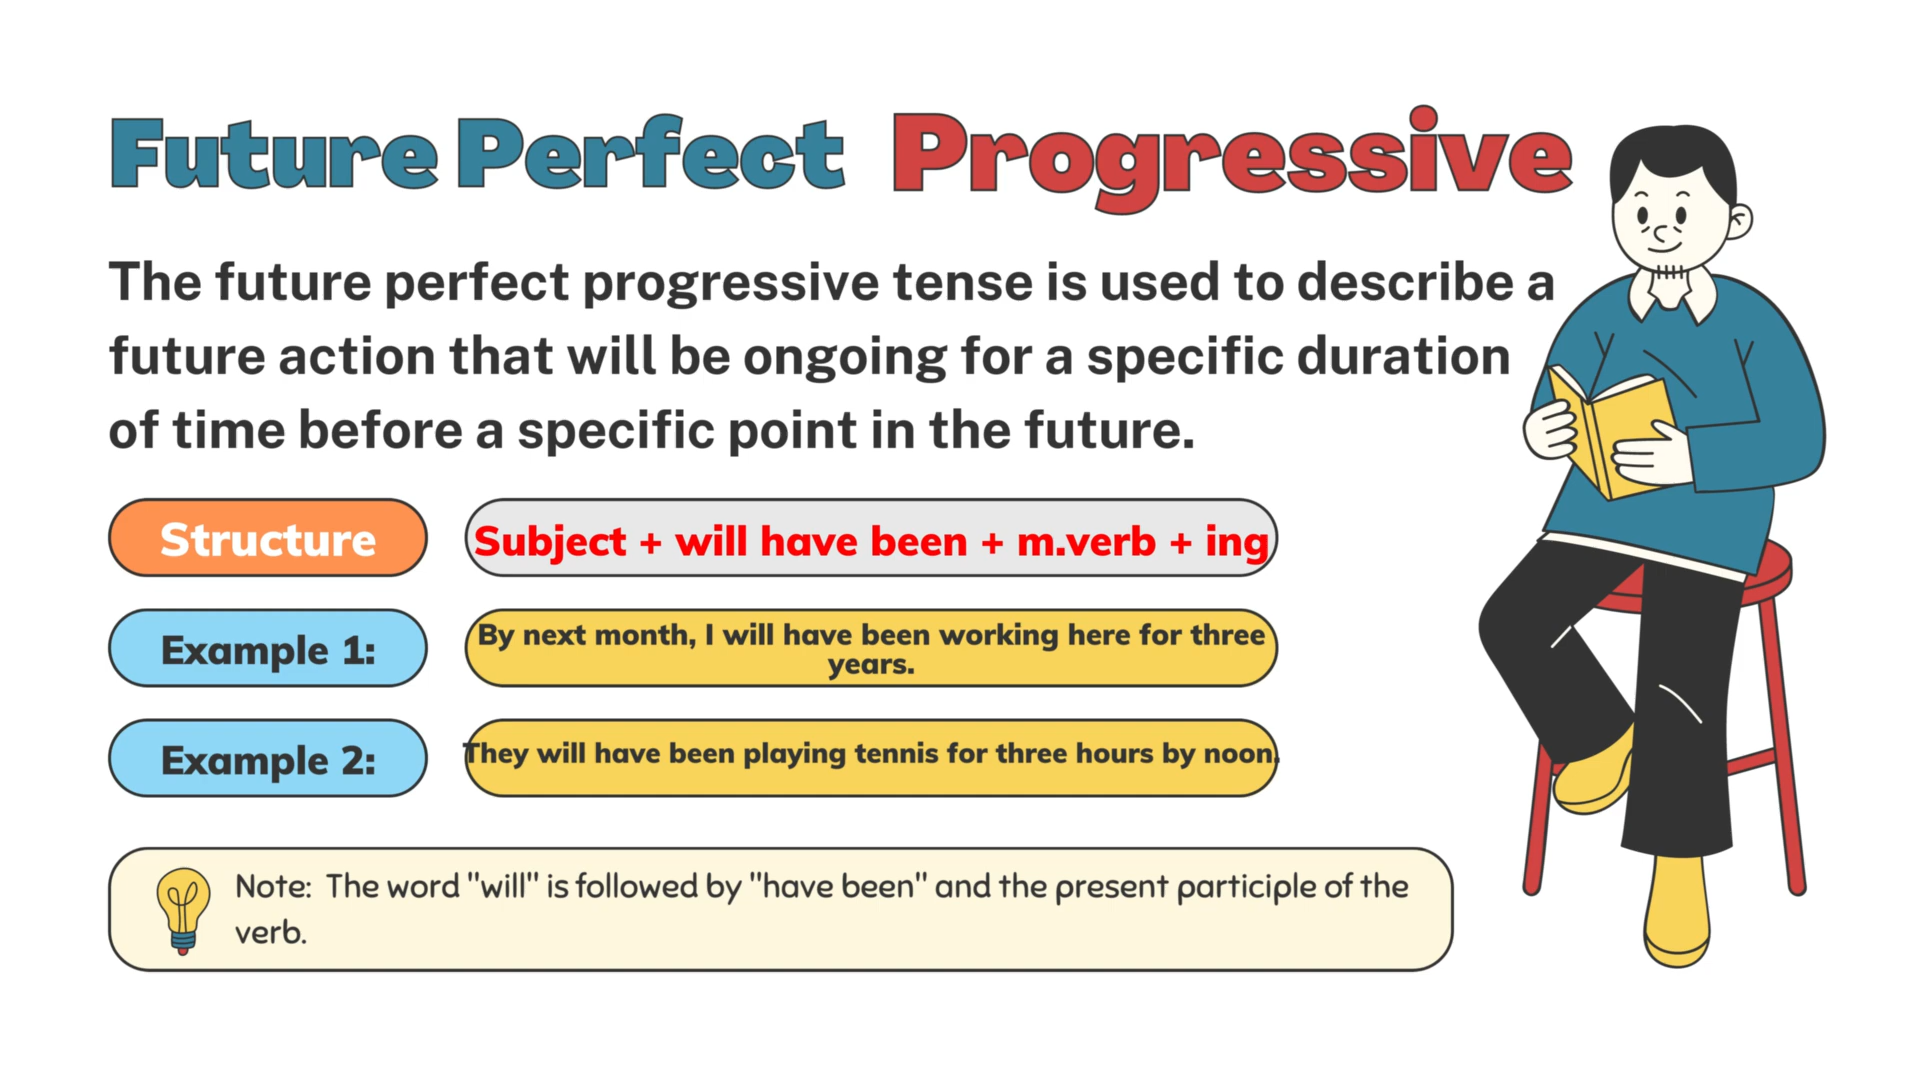 Future Perfect Progressive
The future perfect progressive tense is used to describe a
future action that will be ongoing for a specific duration
of time before a specific point in the future.
Structure
Subject + will have been + m.verb + ing
Example 1:
By next month, I will have been working here for three
years.
Example 2:
They will have been playing tennis for three hours by noon.
Note: The word "will" is followed by "have been" and the present participle of the
verb.